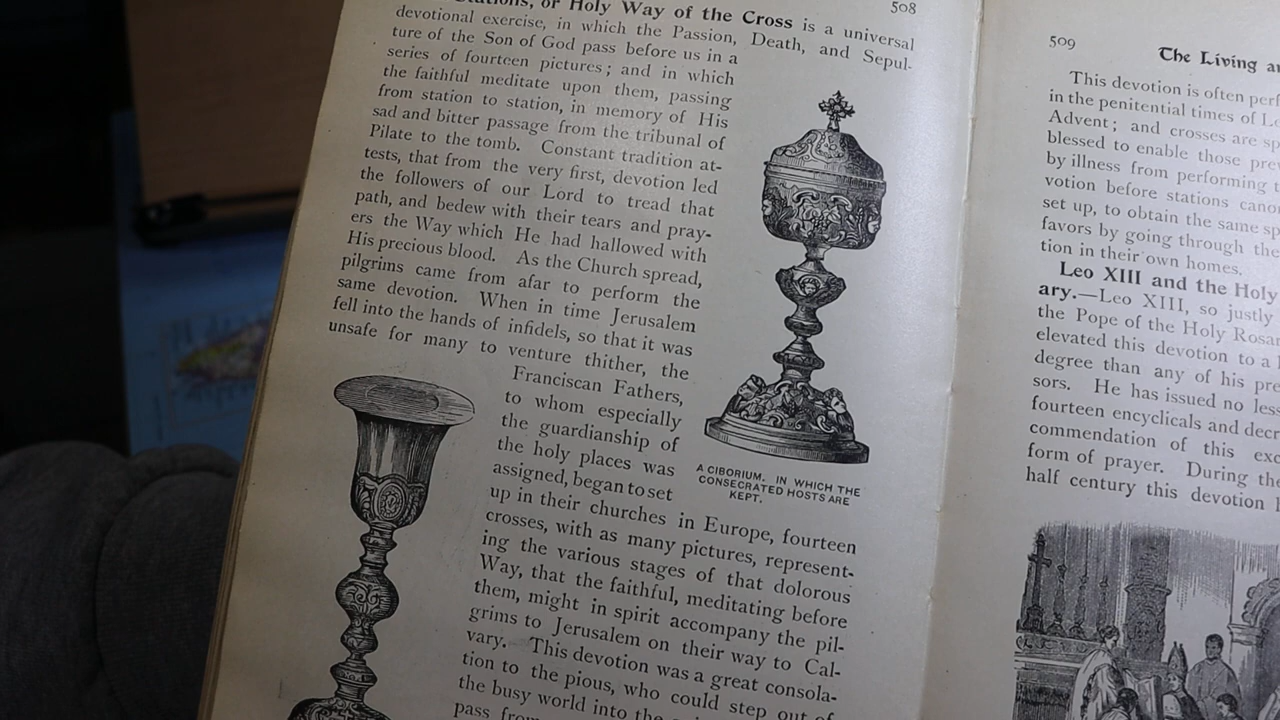 508
Stations, or Holy Way of the Cross is a universal
devotional exercise, in which the Passion, Death, and Sepul-
ture of the Son of God pass before us in a
series of fourteen pictures; and in which
the faithful meditate upon them, passing
from station to station, in memory of His
sad and bitter passage from the tribunal of
Pilate to the tomb. Constant tradition at-
tests, that from the very first, devotion led
the followers of our Lord to tread that
path, and bedew with their tears and pray-
ers the Way which He had hallowed with
His precious blood. As the Church spread,
pilgrims came from afar to perform the
same devotion. When in time Jerusalem
fell into the hands of infidels, so that it was
unsafe for many to venture thither, the
Franciscan Fathers,
to whom especially
the guardianship of
the holy places was
assigned, began to set
up in their churches in Europe, fourteen
crosses, with as many pictures, represent-
ing the various stages of that dolorous
Way, that the faithful, meditating before
them, might in spirit accompany the pil-
grims to Jerusalem on their way to Cal-
vary. This devotion was a great consola-
tion to the pious, who could step out of
the busy world into the
pass from
A CIBORIUM, IN WHICH THE
CONSECRATED HOSTS ARE
KEPT.
509
The Living
This devotion is often
in the penitential times of
Advent; and crosses are
blessed to enable those
by illness from performing
votion before stations
set up, to obtain the same
favors by going through the
tion in their own homes.
Leo XIII and the Holy
ary.—Leo XIII, so justly
the Pope of the Holy
elevated this devotion to a
degree than any of his
sors. He has issued no
fourteen encyclicals and
commendation of this
form of prayer. During the
half century this devotion